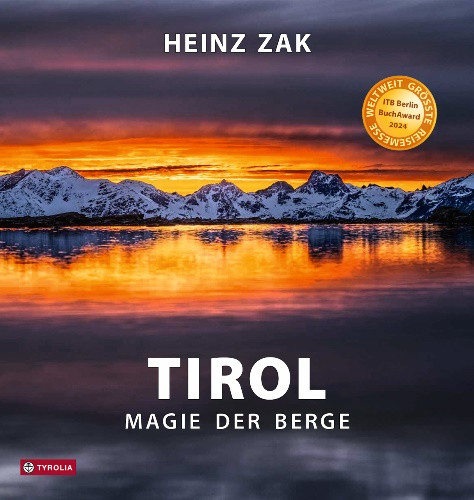 HEINZ ZAK
WELTWEIT GRÖSSTE REISEMESSE
ITB Berlin
BuchAward
2024
TIROL
MAGIE DER BERGE
TYROLIA